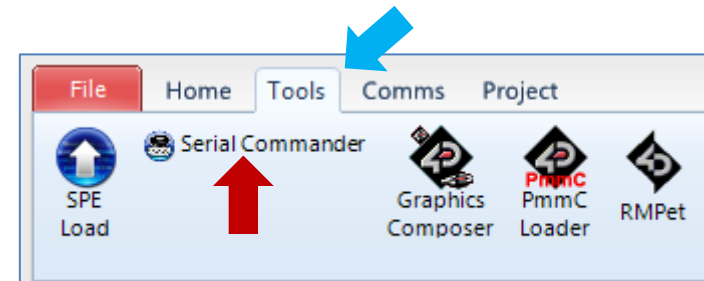 File Home Tools Comms Project
Serial Commander
SPE
Load
Graphics
Composer
PmmC
PmmC
Loader
RMPet